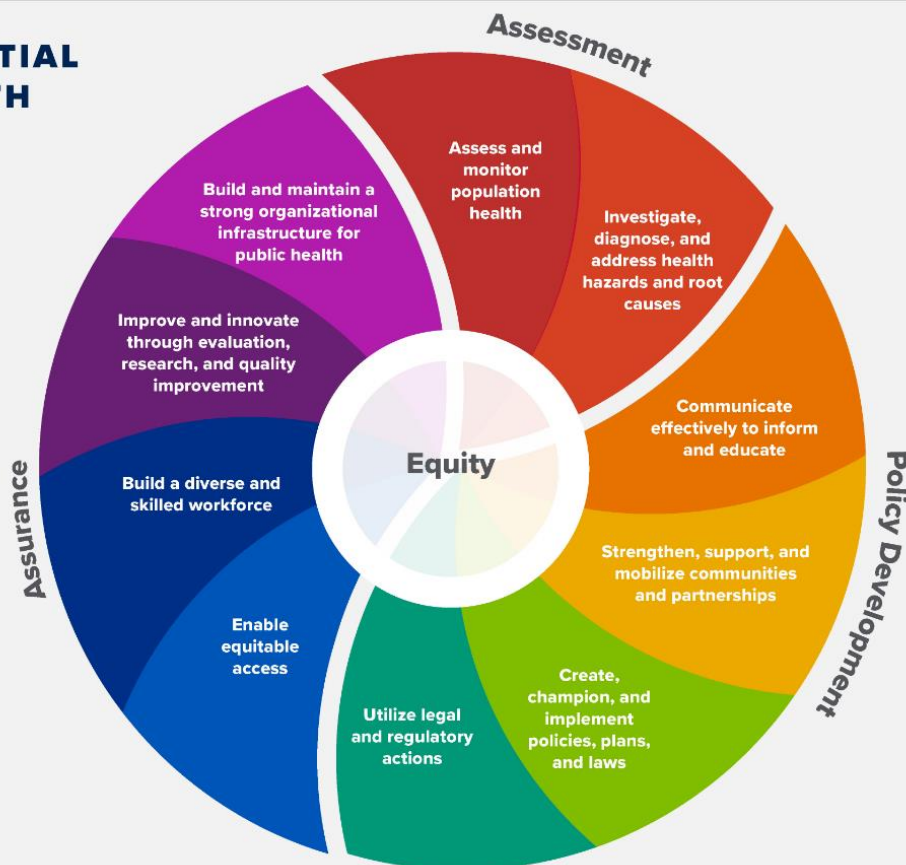 TIAL
TH
Assessment
Assess and
monitor
population
health
Investigate,
diagnose, and
address health
hazards and root
causes
Communicate
effectively to inform
and educate
Strengthen, support, and
mobilize communities
and partnerships
Policy Development
Create,
champion, and
implement
policies, plans,
and laws
Utilize legal
and regulatory
actions
Enable
equitable
access
Build a diverse and
skilled workforce
Assurance
Improve and innovate
through evaluation,
research, and quality
improvement
Build and maintain a
strong organizational
infrastructure for
public health
Equity